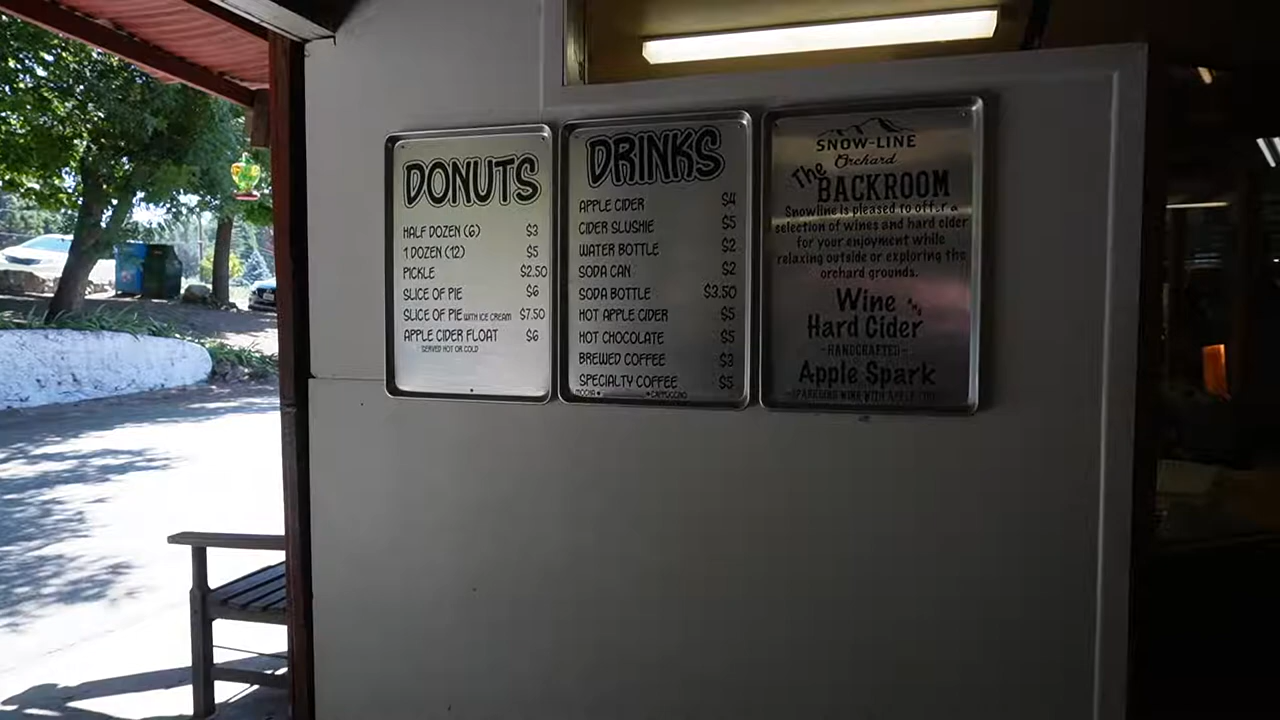 DONUTS
HALF DOZEN (6) $3
1 DOZEN (12) $5
PICKLE $2.50
SLICE OF PIE $6
SLICE OF PIE WITH ICE CREAM $7.50
APPLE CIDER FLOAT $6
SERVED HOT OR COLD
DRINKS
APPLE CIDER $4
CIDER SLUSHIE $5
WATER BOTTLE $2
SODA CAN $2
SODA BOTTLE $3.50
HOT APPLE CIDER $5
HOT CHOCOLATE $5
BREWED COFFEE $3
SPECIALTY COFFEE $5
MOCHA CAPPUCCINO
SNOW-LINE
Orchard
The
BACKROOM
Snowline is pleased to offer a
selection of wines and hard cider
for your enjoyment while
relaxing outside or exploring the
orchard grounds.
Wine
Hard Cider
-HANDCRAFTED-
Apple Spark
SPARKLING WINE WITH APPLE